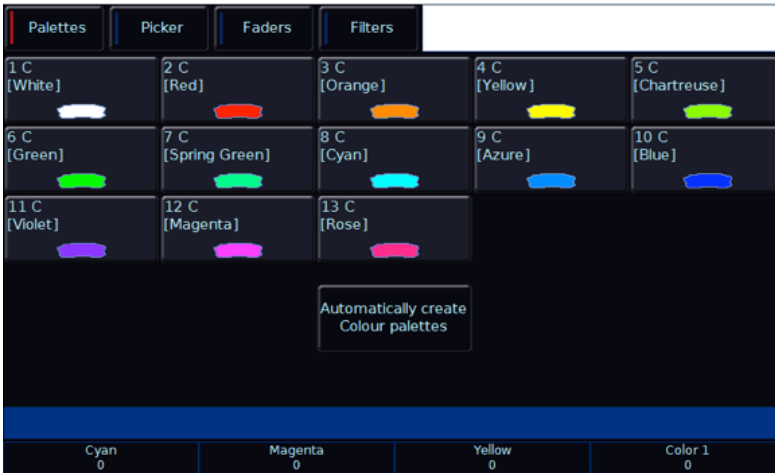 Palettes Picker Faders Filters
1 C 2 C 3 C 4 C 5 C
[White] [Red] [Orange] [Yellow] [Chartreuse]
6 C 7 C 8 C 9 C 10 C
[Green] [Spring Green] [Cyan] [Azure] [Blue]
11 C 12 C 13 C
[Violet] [Magenta] [Rose]
Automatically create
Colour palettes
Cyan Magenta Yellow Color 1
0 0 0 0